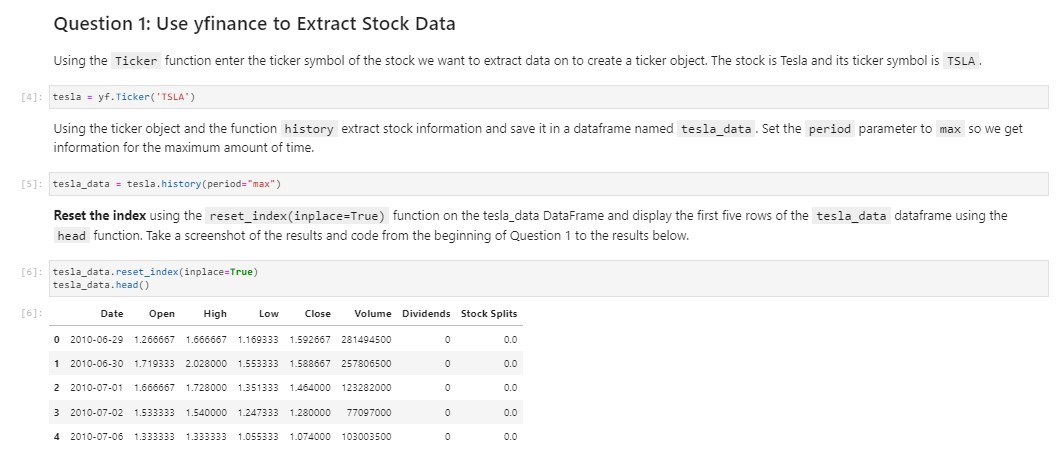 Question 1: Use yfinance to Extract Stock Data
Using the Ticker function enter the ticker symbol of the stock we want to extract data on to create a ticker object. The stock is Tesla and its ticker symbol is TSLA.
[4]: tesla = yf.Ticker('TSLA')
Using the ticker object and the function history extract stock information and save it in a dataframe named tesla_data. Set the period parameter to max so we get
information for the maximum amount of time.
[5]: tesla_data = tesla.history(period="max")
Reset the index using the reset_index(inplace=True) function on the tesla_data DataFrame and display the first five rows of the tesla_data dataframe using the
head function. Take a screenshot of the results and code from the beginning of Question 1 to the results below.
[6]: tesla_data.reset_index(inplace=True)
tesla_data.head()
[6]: Date Open High Low Close Volume Dividends Stock Splits
0 2010-06-29 1.266667 1.666667 1.169333 1.592667 281494500 0 0.0
1 2010-06-30 1.719333 2.028000 1.553333 1.588667 257806500 0 0.0
2 2010-07-01 1.666667 1.728000 1.351333 1.464000 123282000 0 0.0
3 2010-07-02 1.533333 1.540000 1.247333 1.280000 77097000 0 0.0
4 2010-07-06 1.333333 1.333333 1.055333 1.074000 103003500 0 0.0